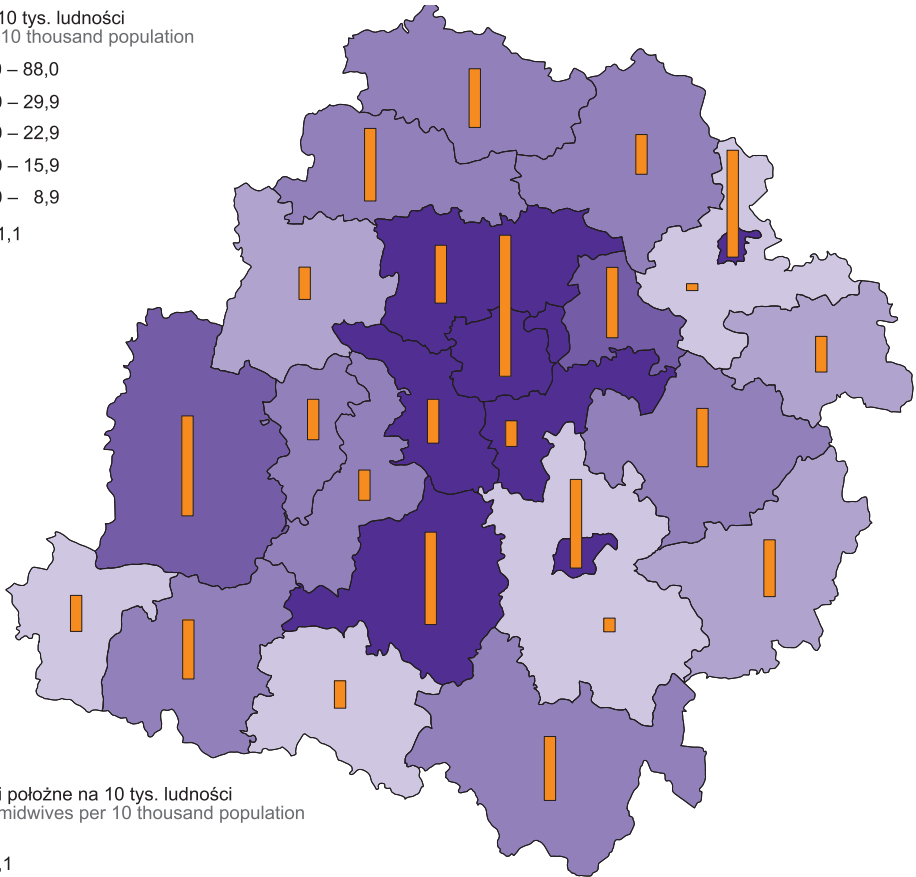 10 tys. ludności
10 thousand population
– 88,0
– 29,9
– 22,9
– 15,9
– 8,9
1,1
i położne na 10 tys. ludności
midwives per 10 thousand population
,1